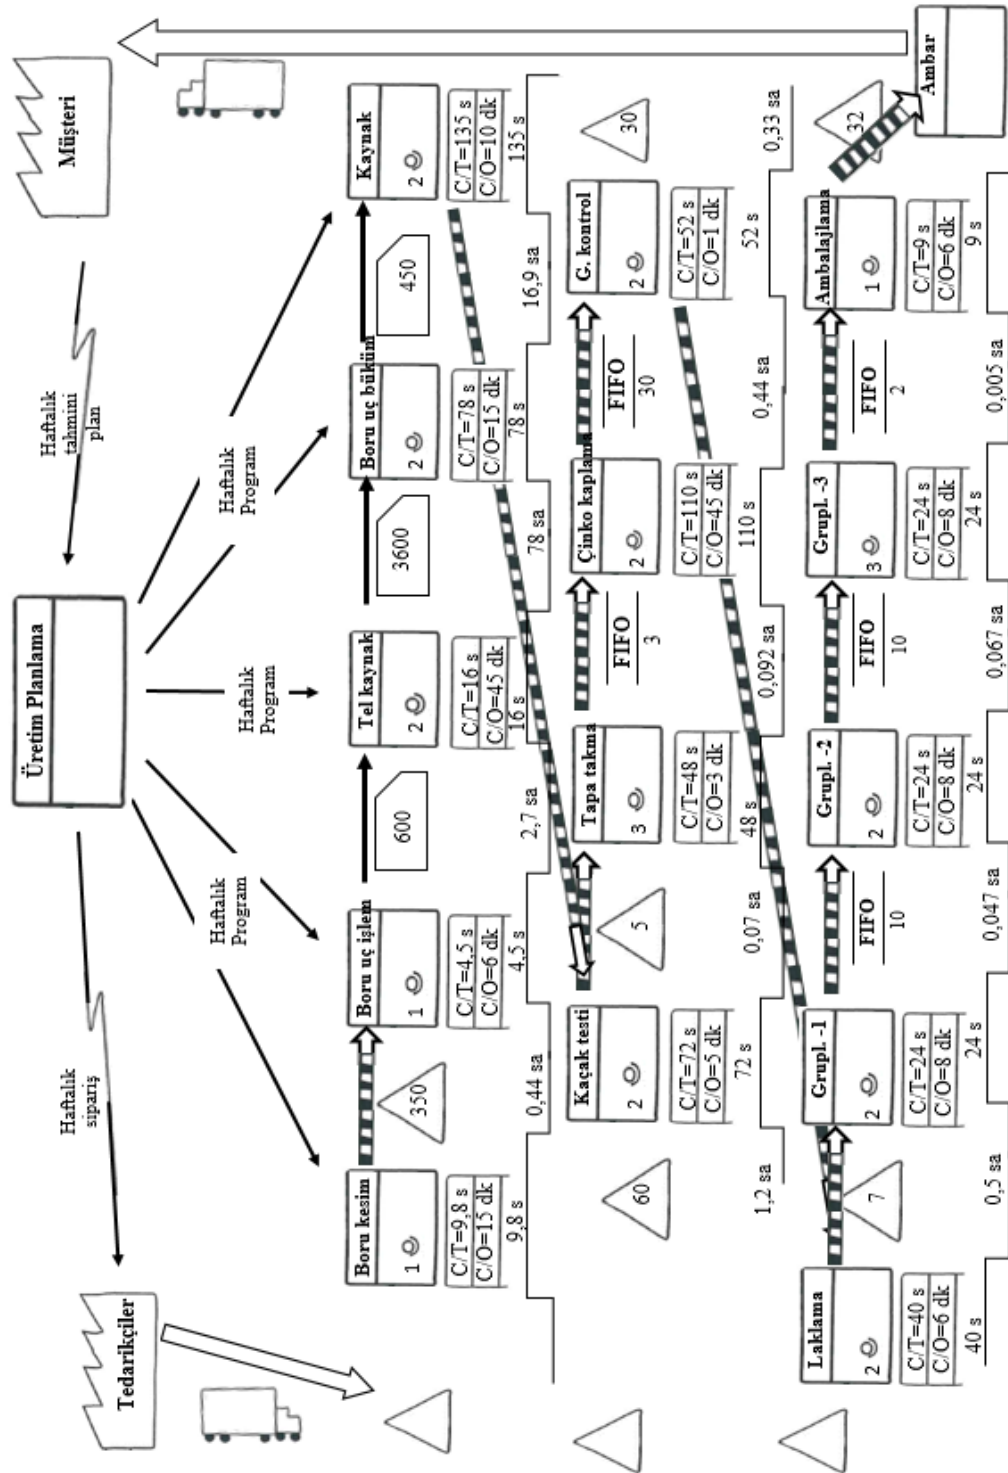 Tedarikçiler
Haftalık
sipariş
Üretim Planlama
Haftalık
tahmini
plan
Müşteri
Haftalık
Program
Haftalık
Program
Haftalık
Program
Boru kesim
1
C/T=9,8 s
C/O=15 dk
350
Boru uç işlem
1
C/T=4,5 s
C/O=6 dk
600
Tel kaynak
2
C/T=16 s
C/O=45 dk
3600
Boru uç büküm
2
C/T=78 s
C/O=15 dk
450
Kaynak
2
C/T=135 s
C/O=10 dk
9,8 s
0,44 sa
4,5 s
2,7 sa
16 s
78 sa
78 s
16,9 sa
135 s
60
Kaçak testi
2
C/T=72 s
C/O=5 dk
5
Tapa takma
3
C/T=48 s
C/O=3 dk
FIFO
3
Çinko kaplama
2
C/T=110 s
C/O=45 dk
FIFO
30
G. kontrol
2
C/T=52 s
C/O=1 dk
30
1,2 sa
72 s
0,07 sa
48 s
0,092 sa
110 s
0,44 sa
52 s
0,33 sa
Laklama
2
C/T=40 s
C/O=6 dk
7
Grupl. -1
2
C/T=24 s
C/O=8 dk
FIFO
10
Grupl. -2
2
C/T=24 s
C/O=8 dk
FIFO
10
Grupl. -3
3
C/T=24 s
C/O=8 dk
FIFO
2
Ambalajlama
1
C/T=9 s
C/O=6 dk
32
Ambar
40 s
0,5 sa
24 s
0,047 sa
24 s
0,067 sa
24 s
0,005 sa
9 s